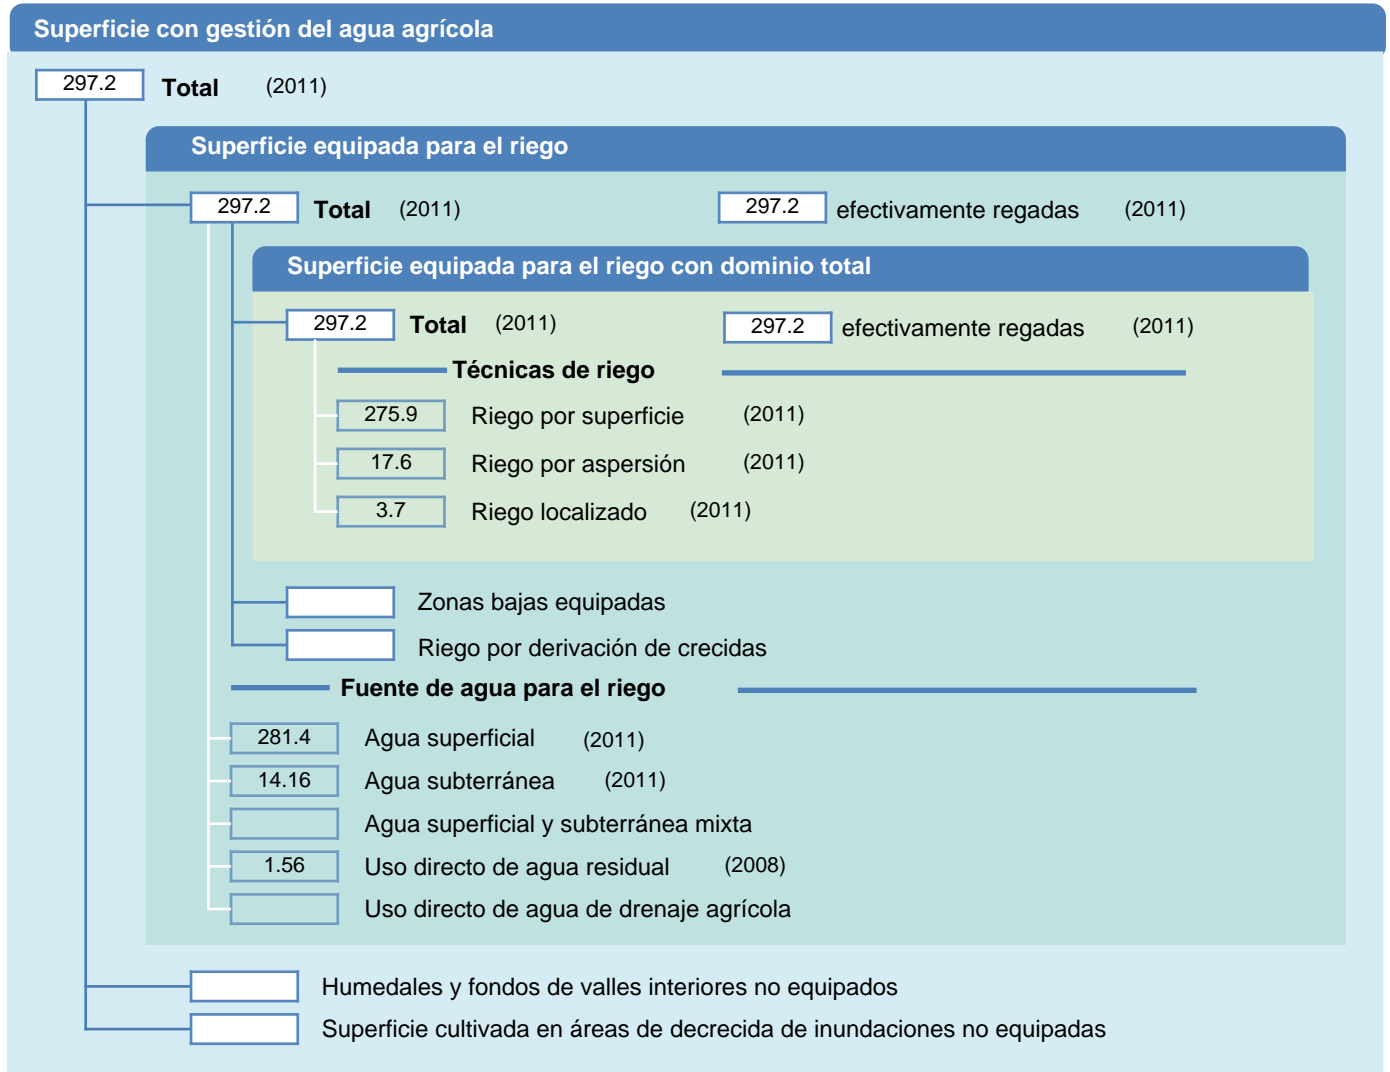 Superficie con gestión del agua agrícola
297.2 Total (2011)
Superficie equipada para el riego
297.2 Total (2011) 297.2 efectivamente regadas (2011)
Superficie equipada para el riego con dominio total
297.2 Total (2011) 297.2 efectivamente regadas (2011)
Técnicas de riego
275.9 Riego por superficie (2011)
17.6 Riego por aspersión (2011)
3.7 Riego localizado (2011)
Zonas bajas equipadas
Riego por derivación de crecidas
Fuente de agua para el riego
281.4 Agua superficial (2011)
14.16 Agua subterránea (2011)
Agua superficial y subterránea mixta
1.56 Uso directo de agua residual (2008)
Uso directo de agua de drenaje agrícola
Humedales y fondos de valles interiores no equipados
Superficie cultivada en áreas de decrecida de inundaciones no equipadas